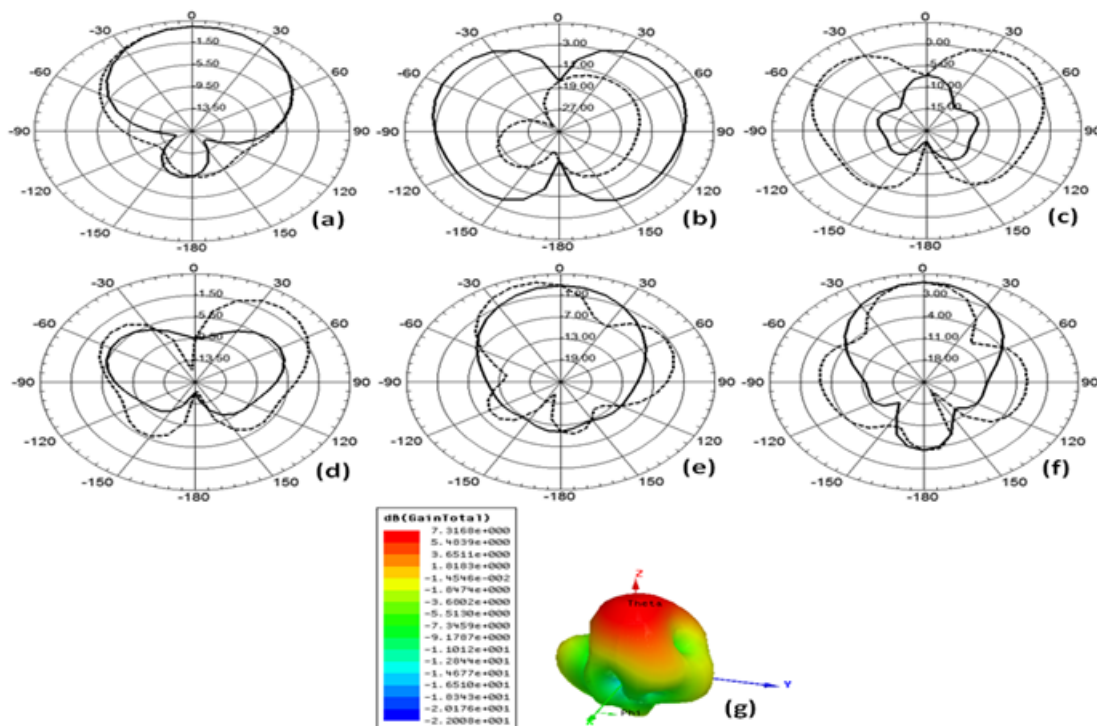 0
-30 30
-1.50
-60 60
-5.50
13.50
-90 90
-120 120
-150 150
-180
(a)
0
-30 30
3.00
-60 60
11.00
19.00
27.00
-90 90
-120 120
-150 150
-180
(b)
0
-30 30
0.00
-60 60
5.00
10.00
15.00
-90 90
-120 120
-150 150
-180
(c)
0
-30 30
-1.50
-60 60
-5.50
13.50
-90 90
-120 120
-150 150
-180
(d)
0
-30 30
-60 60
7.00
19.00
-90 90
-120 120
-150 150
-180
(e)
0
-30 30
3.00
-60 60
4.00
18.00
-90 90
-120 120
-150 150
-180
(f)
dB(GainTotal)
7.3168e+000
5.4839e+000
3.6511e+000
1.8183e+000
-1.4546e-002
-1.8474e+000
-3.6802e+000
-5.5130e+000
-7.3459e+000
-9.1787e+000
-1.1012e+001
-1.2844e+001
-1.4677e+001
-1.6510e+001
-1.8343e+001
-2.0176e+001
-2.2008e+001
Z
Theta
Y
X
Phi
(g)